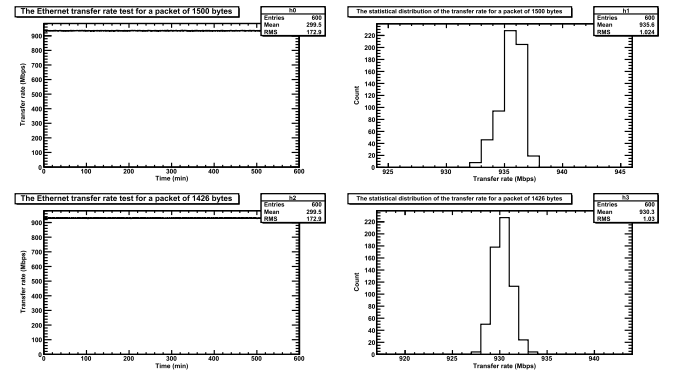 The Ethernet transfer rate test for a packet of 1500 bytes
h0
Entries 600
Mean 299.5
RMS 172.9
Transfer rate (Mbps)
900
800
700
600
500
400
300
200
100
0
0 100 200 300 400 500 600
Time (min)
The statistical distribution of the transfer rate for a packet of 1500 bytes
h1
Entries 600
Mean 935.6
RMS 1.024
Count
220
200
180
160
140
120
100
80
60
40
20
0
925 930 935 940 945
Transfer rate (Mbps)
The Ethernet transfer rate test for a packet of 1426 bytes
h2
Entries 600
Mean 299.5
RMS 172.9
Transfer rate (Mbps)
900
800
700
600
500
400
300
200
100
0
0 100 200 300 400 500 600
Time (min)
The statistical distribution of the transfer rate for a packet of 1426 bytes
h3
Entries 600
Mean 930.3
RMS 1.03
Count
220
200
180
160
140
120
100
80
60
40
20
0
920 925 930 935 940
Transfer rate (Mbps)